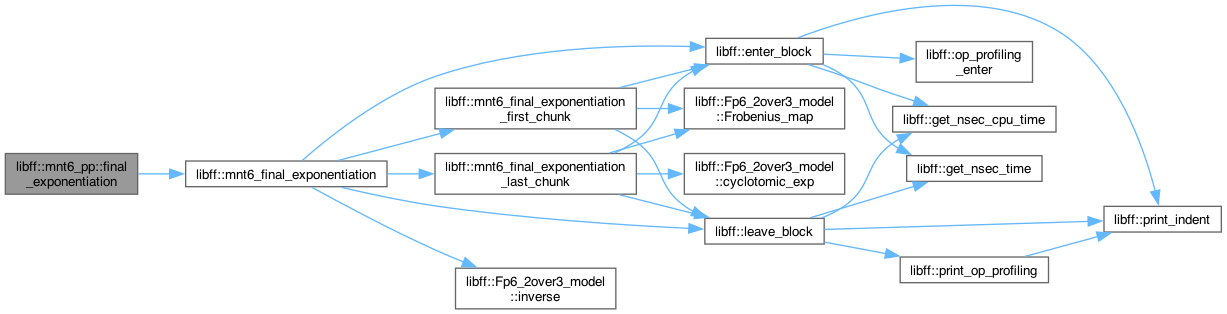 libff::mnt6_pp::final
_exponentiation
libff::mnt6_final_exponentiation
libff::mnt6_final_exponentiation
_first_chunk
libff::mnt6_final_exponentiation
_last_chunk
libff::Fp6_2over3_model
::inverse
libff::enter_block
libff::Fp6_2over3_model
::Frobenius_map
libff::Fp6_2over3_model
::cyclotomic_exp
libff::leave_block
libff::op_profiling
_enter
libff::get_nsec_cpu_time
libff::get_nsec_time
libff::print_op_profiling
libff::print_indent